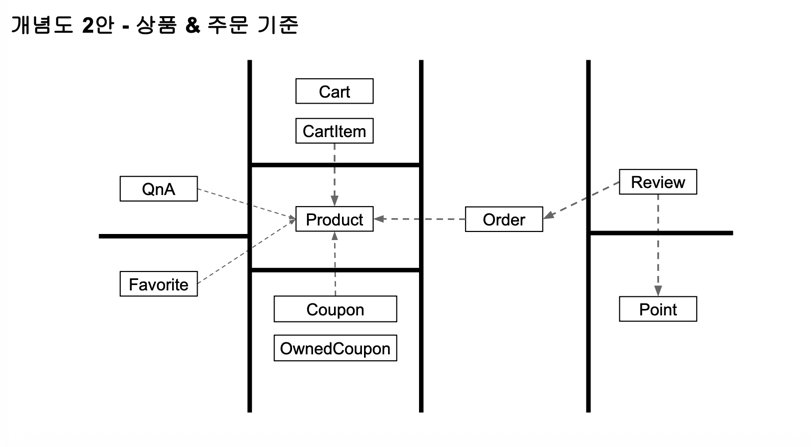 개념도 2안 - 상품 & 주문 기준
Cart
CartItem
QnA
Product
Order
Review
Favorite
Coupon
OwnedCoupon
Point